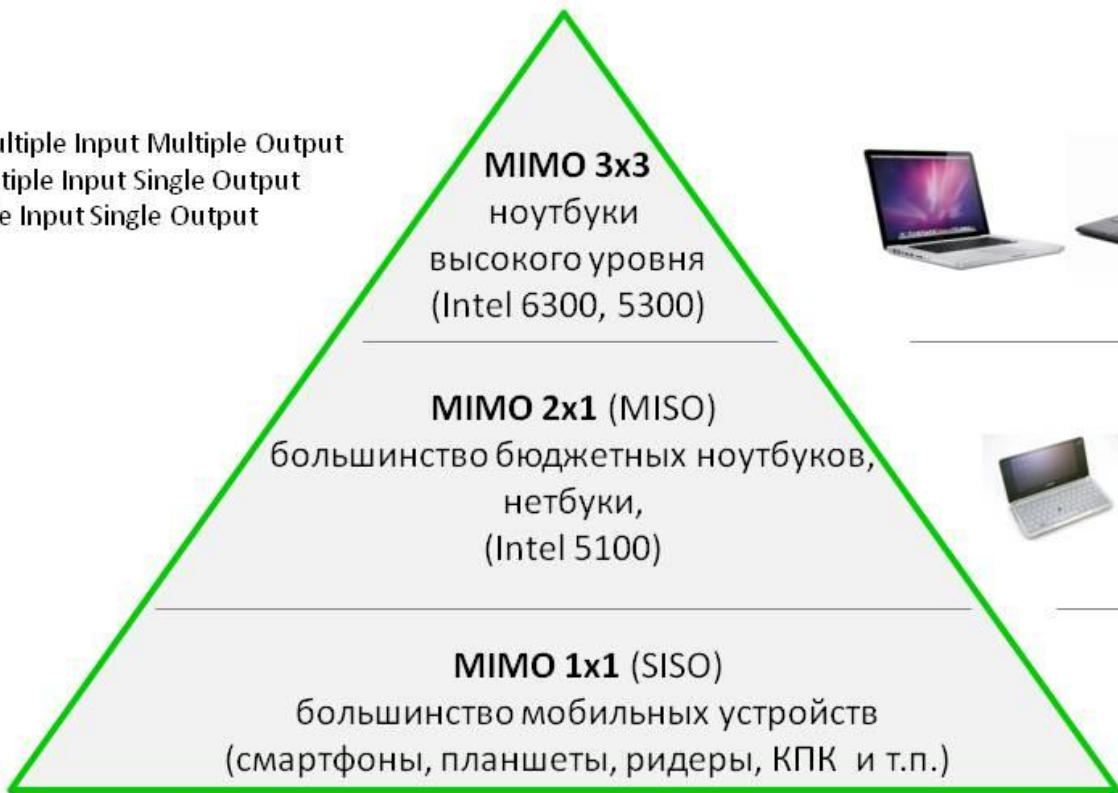 ultiple Input Multiple Output
tiple Input Single Output
e Input Single Output
MIMO 3x3
ноутбуки
высокого уровня
(Intel 6300, 5300)
MIMO 2x1 (MISO)
большинство бюджетных ноутбуков,
нетбуки,
(Intel 5100)
MIMO 1x1 (SISO)
большинство мобильных устройств
(смартфоны, планшеты, ридеры, КПК и т.п.)